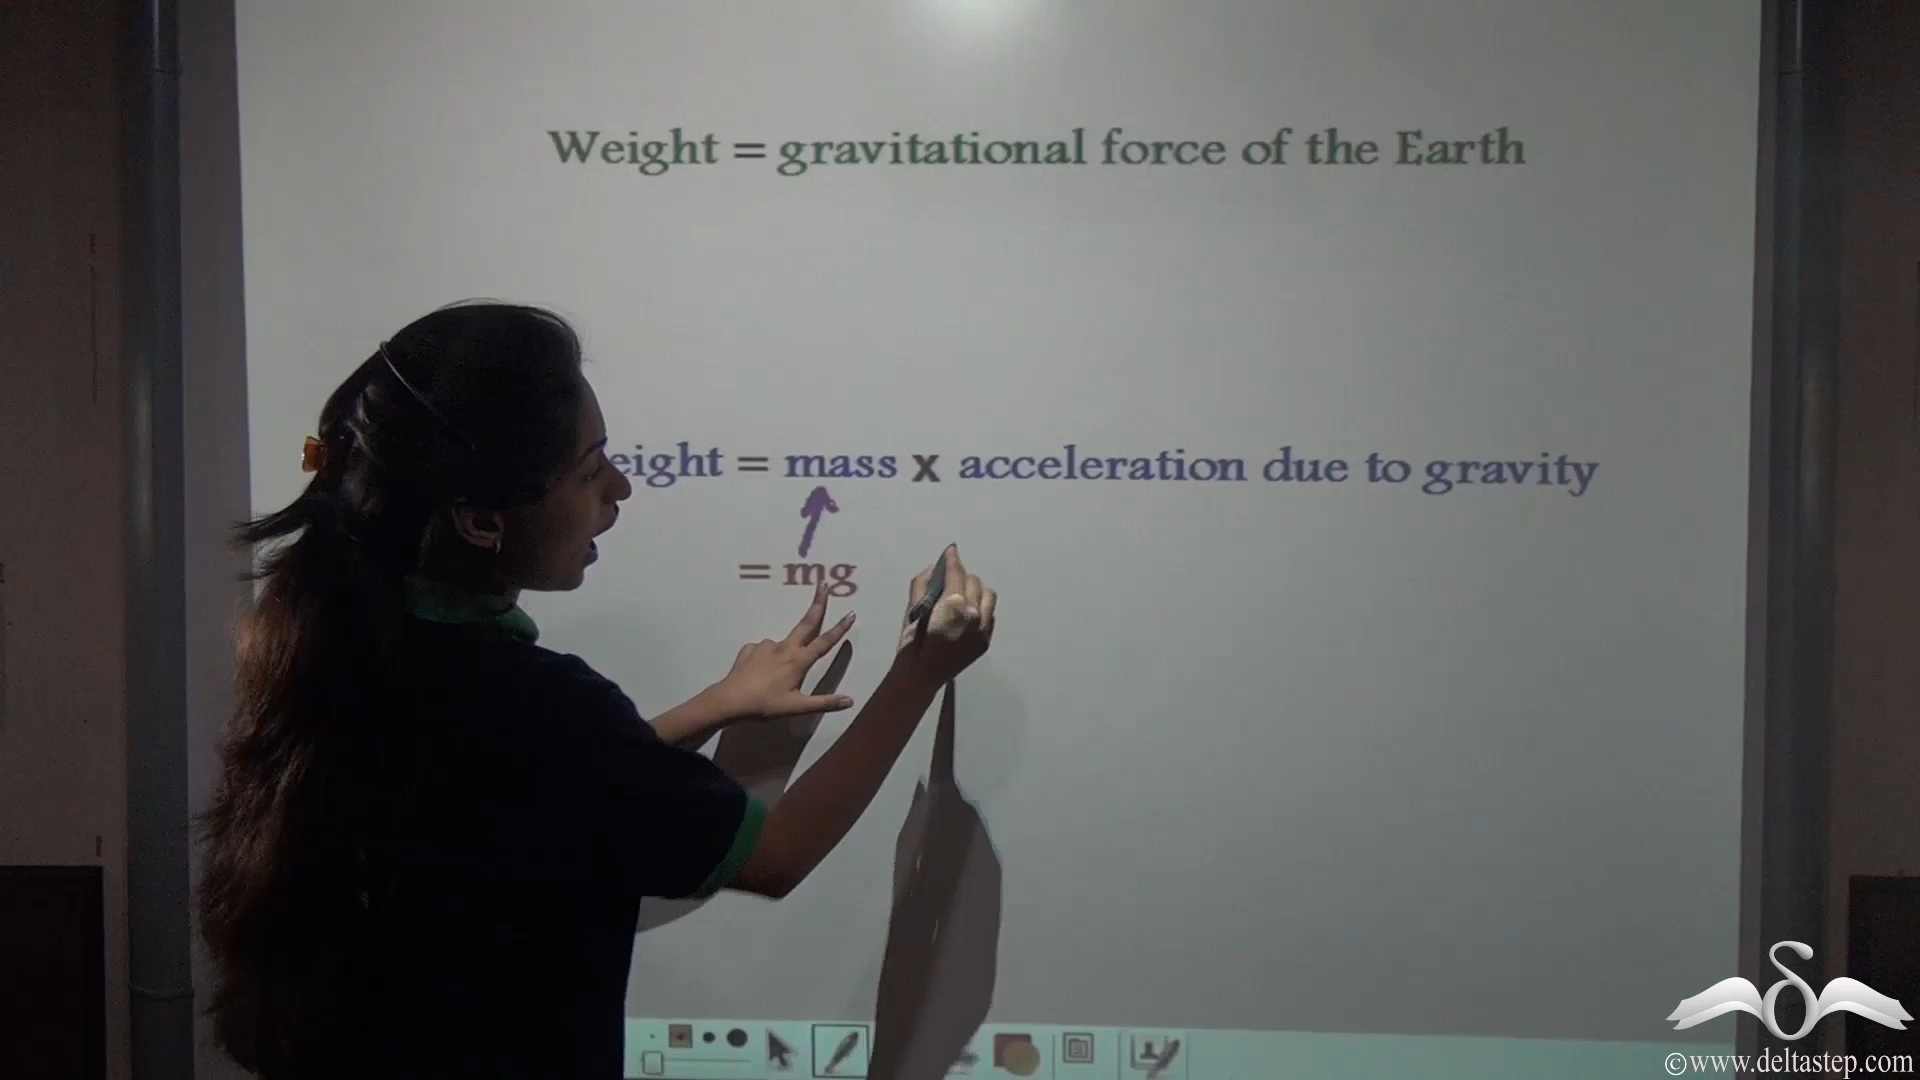 Weight = gravitational force of the Earth
eight = mass x acceleration due to gravity
= mg
©www.deltastep.com